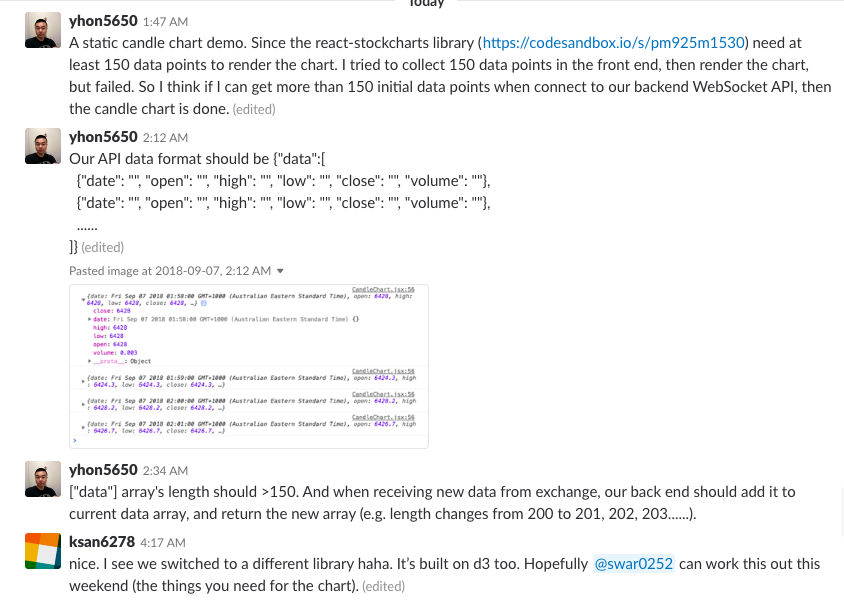 Today
yhon5650 1:47 AM
A static candle chart demo. Since the react-stockcharts library (https://codesandbox.io/s/pm925m1530) need at
least 150 data points to render the chart. I tried to collect 150 data points in the front end, then render the chart,
but failed. So I think if I can get more than 150 initial data points when connect to our backend WebSocket API, then
the candle chart is done. (edited)
yhon5650 2:12 AM
Our API data format should be {"data":[
{"date": "", "open": "", "high": "", "low": "", "close": "", "volume": ""},
{"date": "", "open": "", "high": "", "low": "", "close": "", "volume": ""},
......
]} (edited)
Pasted image at 2018-09-07, 2:12 AM
CandleChart.jsx:56
{date: Fri Sep 07 2018 01:58:00 GMT+1000 (Australian Eastern Standard Time), open: 6428, high:
6428, low: 6428, close: 6428, …}
close: 6428
date: Fri Sep 07 2018 01:58:00 GMT+1000 (Australian Eastern Standard Time) {}
high: 6428
low: 6428
open: 6428
volume: 0.003
__proto__: Object
CandleChart.jsx:56
{date: Fri Sep 07 2018 01:59:00 GMT+1000 (Australian Eastern Standard Time), open: 6424.3, high
: 6424.3, low: 6424.3, close: 6424.3, …}
CandleChart.jsx:56
{date: Fri Sep 07 2018 02:00:00 GMT+1000 (Australian Eastern Standard Time), open: 6428.2, high
: 6428.2, low: 6428.2, close: 6428.2, …}
CandleChart.jsx:56
{date: Fri Sep 07 2018 02:01:00 GMT+1000 (Australian Eastern Standard Time), open: 6426.7, high
: 6426.7, low: 6426.7, close: 6426.7, …}
yhon5650 2:34 AM
["data"] array's length should >150. And when receiving new data from exchange, our back end should add it to
current data array, and return the new array (e.g. length changes from 200 to 201, 202, 203......).
ksan6278 4:17 AM
nice. I see we switched to a different library haha. It's built on d3 too. Hopefully @swar0252 can work this out this
weekend (the things you need for the chart). (edited)